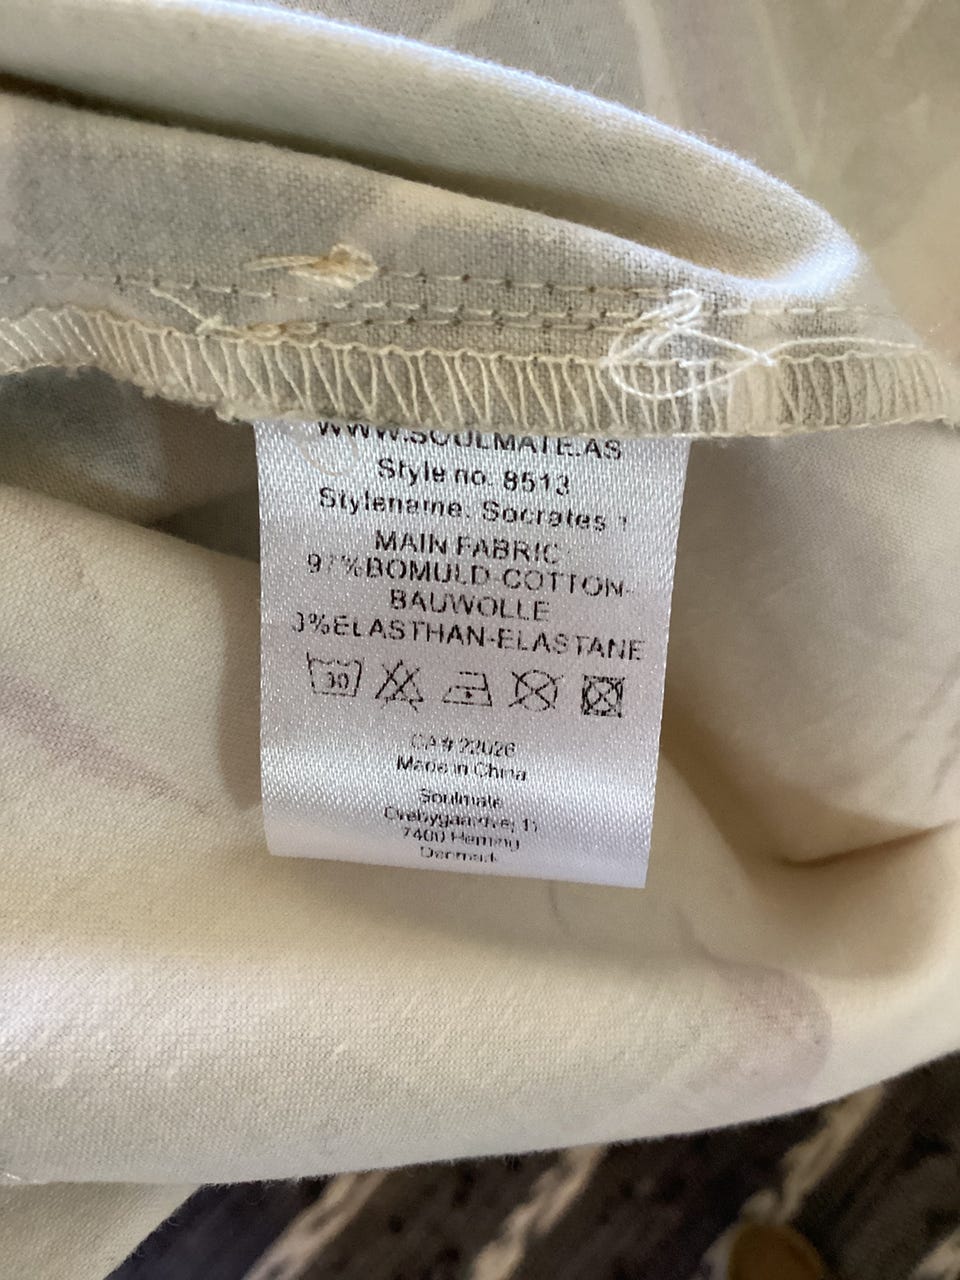 WWW.SOULMATE.AS
Style no. 8513
Stylename. Socrates
MAIN FABRIC
97%BOMULD-COTTON-
BAUWOLLE
3%ELASTHAN-ELASTANE
30
CA# 22026
Made in China
Soulmate
7400 Herning
Denmark